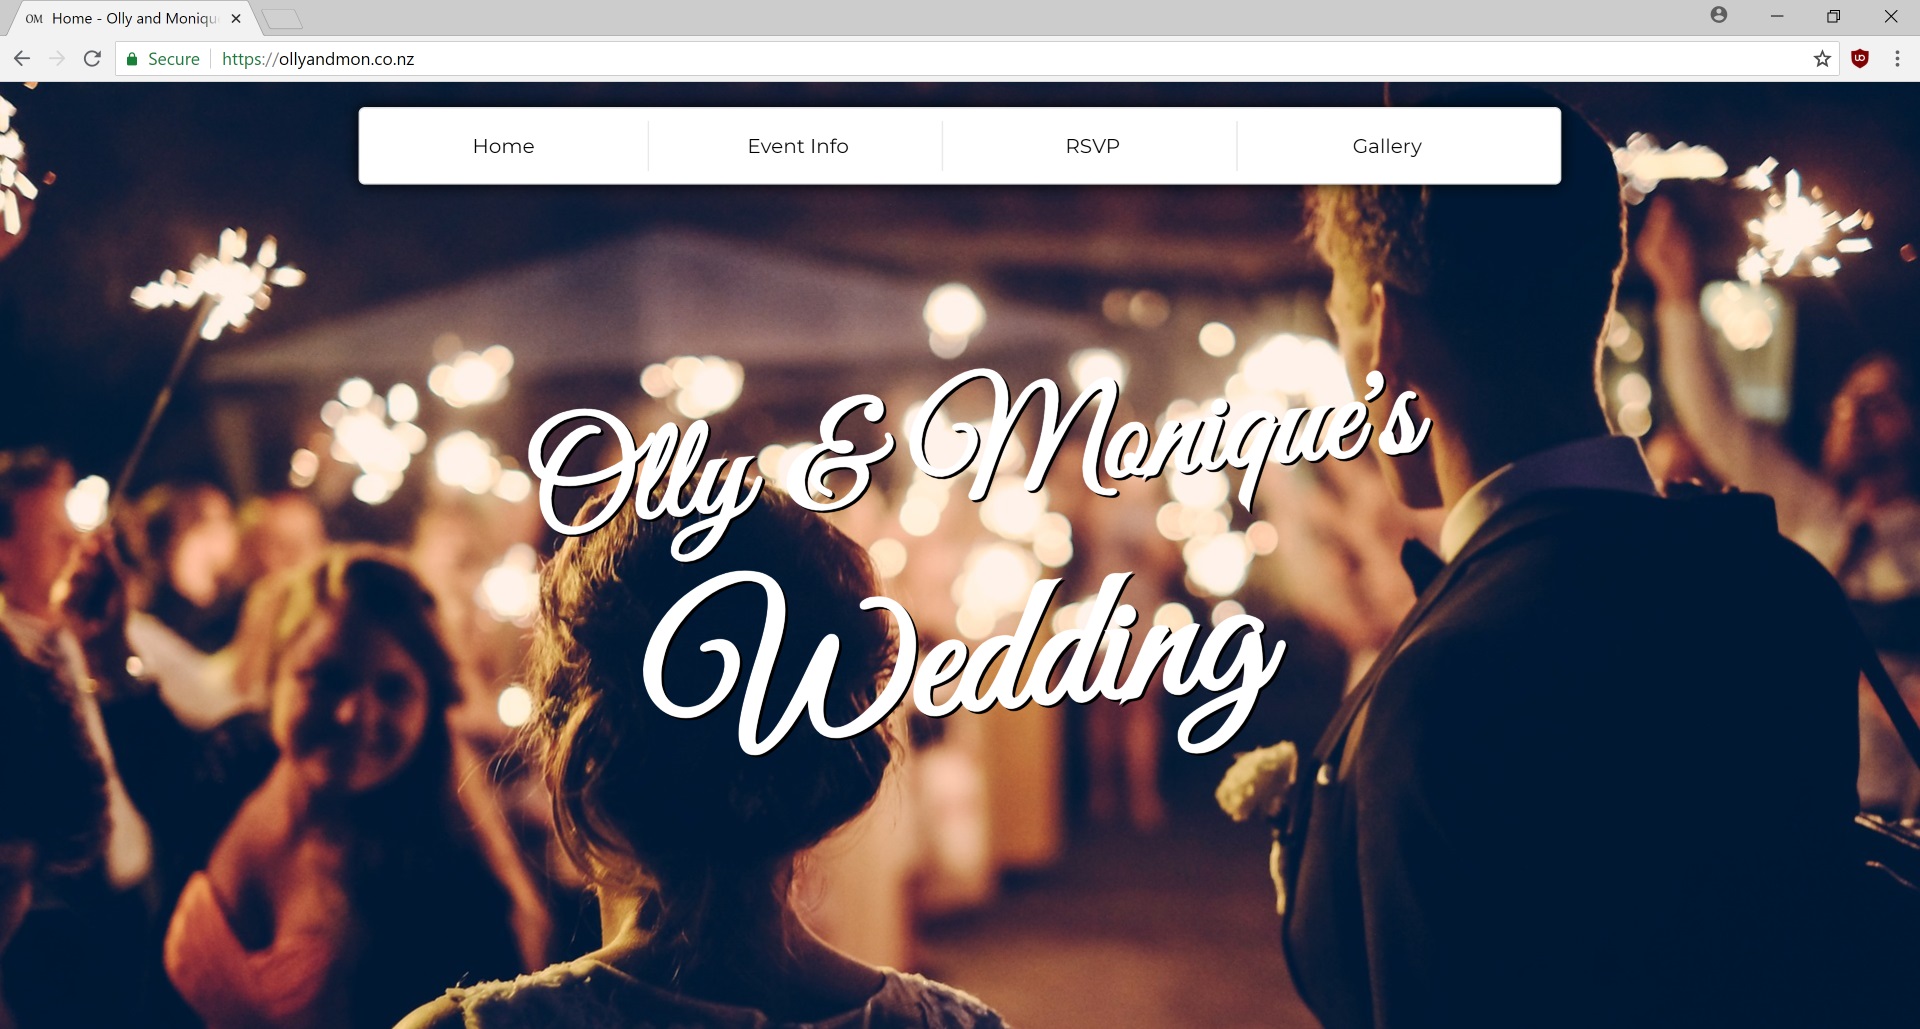 OM Home - Olly and Moniqu
Secure https://ollyandmon.co.nz
Home Event Info RSVP Gallery
Olly & Monique's
Wedding